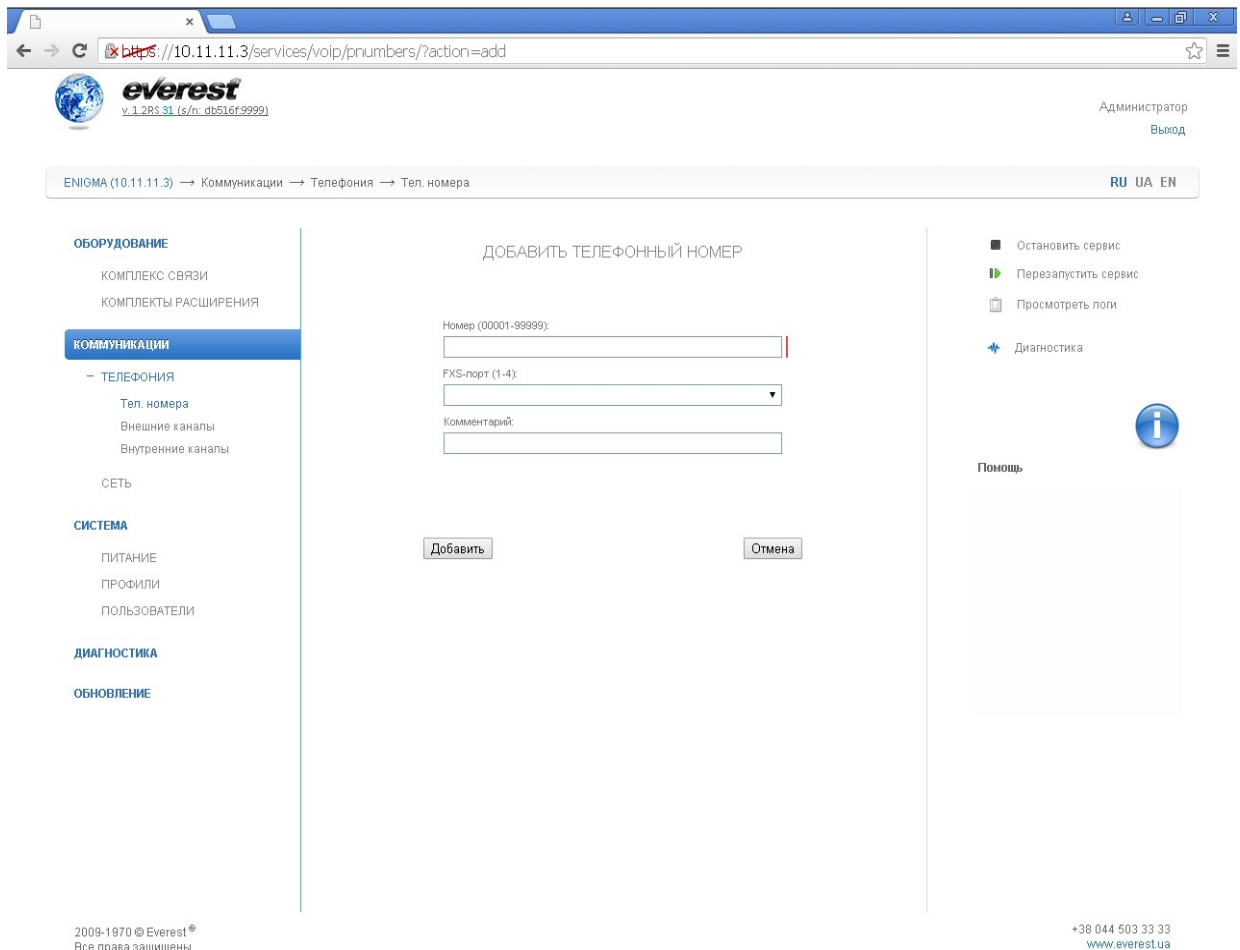 https://10.11.11.3/services/voip/pnumbers/?action=add
everest®
v. 1.2RS 31 (s/n: db516f:9999)
Администратор
Выход
ENIGMA (10.11.11.3) → Коммуникации → Телефония → Тел. номера
RU UA EN
ОБОРУДОВАНИЕ
КОМПЛЕКС СВЯЗИ
КОМПЛЕКТЫ РАСШИРЕНИЯ
КОММУНИКАЦИИ
– ТЕЛЕФОНИЯ
Тел. номера
Внешние каналы
Внутренние каналы
СЕТЬ
СИСТЕМА
ПИТАНИЕ
ПРОФИЛИ
ПОЛЬЗОВАТЕЛИ
ДИАГНОСТИКА
ОБНОВЛЕНИЕ
ДОБАВИТЬ ТЕЛЕФОННЫЙ НОМЕР
Номер (00001-99999):
FXS-порт (1-4):
Комментарий:
Добавить
Отмена
Остановить сервис
Перезапустить сервис
Просмотреть логи
Диагностика
Помощь
2009-1970 © Everest ®
Все права защищены
+38 044 503 33 33
www.everest.ua